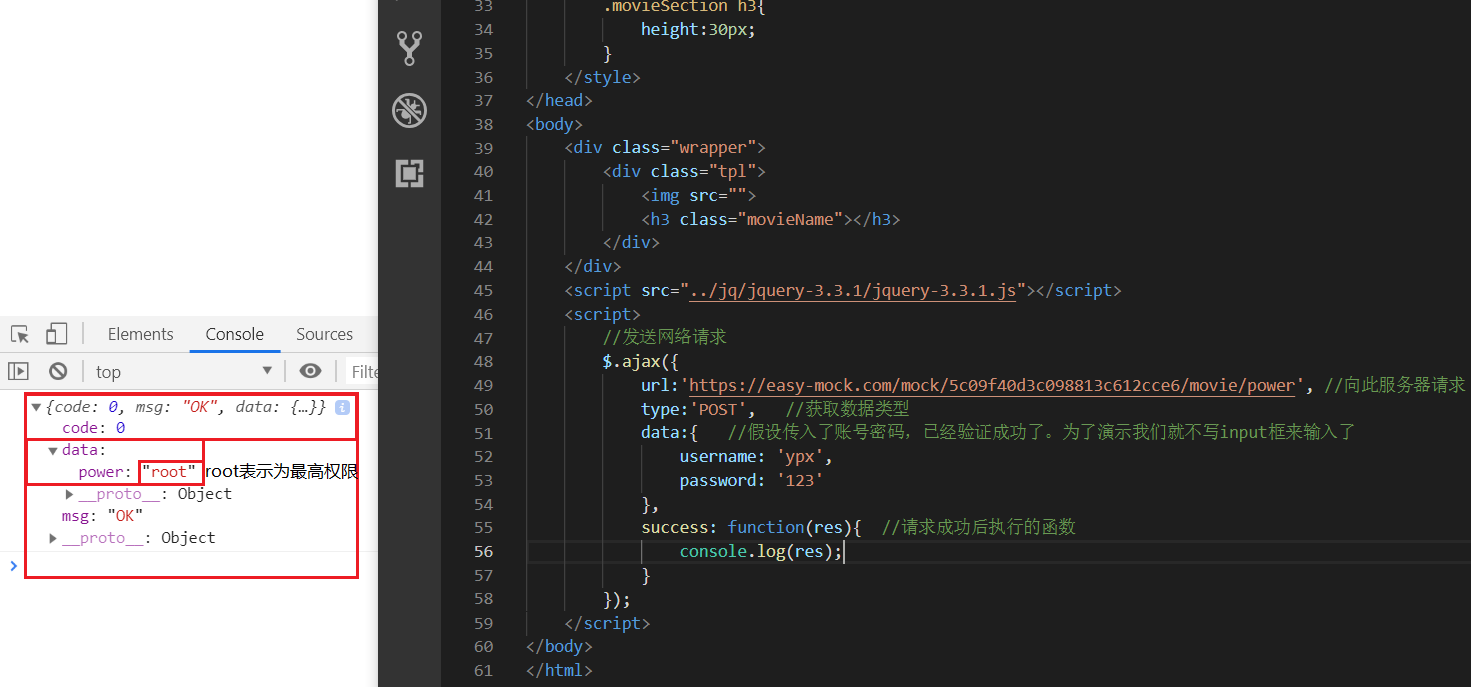 Elements Console Sources
top Filte
{code: 0, msg: "OK", data: {…}}
code: 0
data:
power: "root" root表示为最高权限
__proto__: Object
msg: "OK"
__proto__: Object
33 .movieSection h3{
34 height:30px;
35 }
36 </style>
37 </head>
38 <body>
39 <div class="wrapper">
40 <div class="tpl">
41 <img src="">
42 <h3 class="movieName"></h3>
43 </div>
44 </div>
45 <script src="../jq/jquery-3.3.1/jquery-3.3.1.js"></script>
46 <script>
47 //发送网络请求
48 $.ajax({
49 url:'https://easy-mock.com/mock/5c09f40d3c098813c612cce6/movie/power', //向此服务器请求
50 type:'POST', //获取数据类型
51 data:{ //假设传入了账号密码，已经验证成功了。为了演示我们就不写input框来输入了
52 username: 'ypx',
53 password: '123'
54 },
55 success: function(res){ //请求成功后执行的函数
56 console.log(res);
57 }
58 });
59 </script>
60 </body>
61 </html>